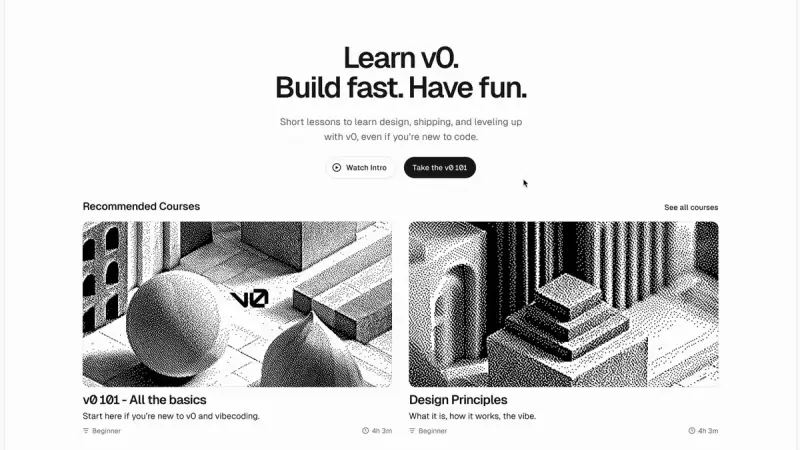 Learn v0.
Build fast. Have fun.
Short lessons to learn design, shipping, and leveling up
with v0, even if you're new to code.
Watch Intro
Take the v0 101
Recommended Courses
See all courses
v0
v0 101 - All the basics
Start here if you're new to v0 and vibecoding.
Beginner
4h 3m
Design Principles
What it is, how it works, the vibe.
Beginner
4h 3m